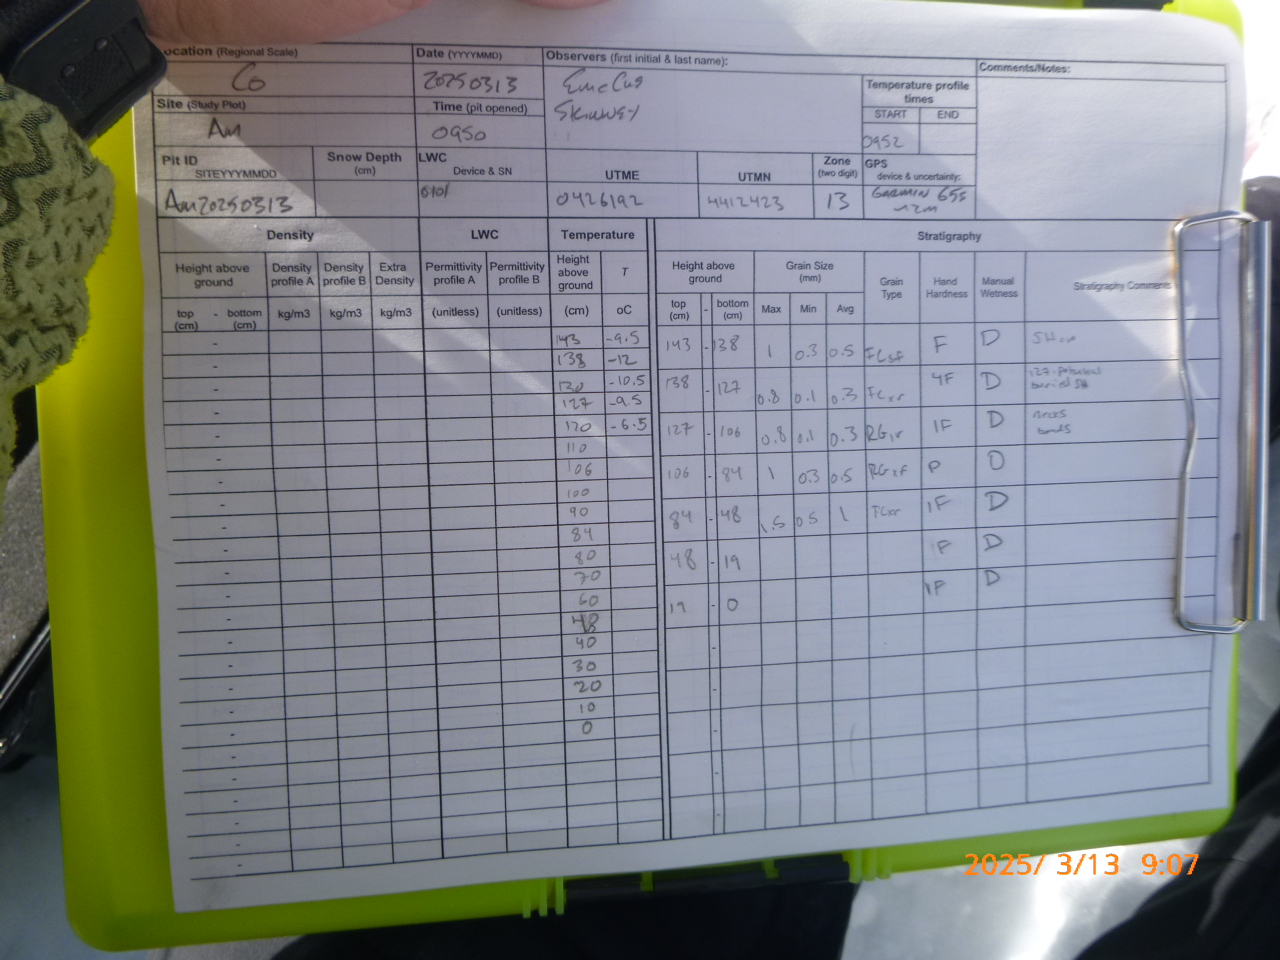 Location (Regional Scale) Date (YYYYMMDD) Observers (first initial & last name): Comments/Notes:
Co 20250313
Temperature profile times
Site (Study Plot) Time (pit opened) Skinwey START END
Am 0950 0952
Pit ID SITEYYYYMMDD Snow Depth (cm) LWC Device & SN UTME UTMN Zone (two digit) GPS device & uncertainty:
Am20250313 0426192 4412423 13 GARMIN 65s ~2m
Density LWC Temperature Stratigraphy
Height above ground Density profile A Density profile B Extra Density Permittivity profile A Permittivity profile B Height above ground T Height above ground Grain Size (mm) Grain Type Hand Hardness Manual Wetness Stratigraphy Comments
top (cm) - bottom (cm) kg/m3 kg/m3 kg/m3 (unitless) (unitless) (cm) oC top (cm) - bottom (cm) Max Min Avg
- 143 -9.5 143 - 138 1 0.3 0.5 FCsf F D
- 138 -12
- 130 -10.5 138 - 127 0.8 0.1 0.3 FCxr 4F D 127 - Potential buried SH
- 127 -9.5
- 120 -6.5 127 - 106 0.8 0.1 0.3 RGlr 1F D necks bonds
- 110
- 106 106 - 84 1 0.3 0.5 RGxf P D
- 100
- 90 84 - 48 1.5 0.5 1 FCxr 1F D
- 84
- 80 48 - 19 1F D
- 70
- 60 19 - 0 1F D
- 48
- 40 -
- 30
- 20 -
- 10
- 0 -
-
-
-
-
-
-
2025/ 3/13 9:07